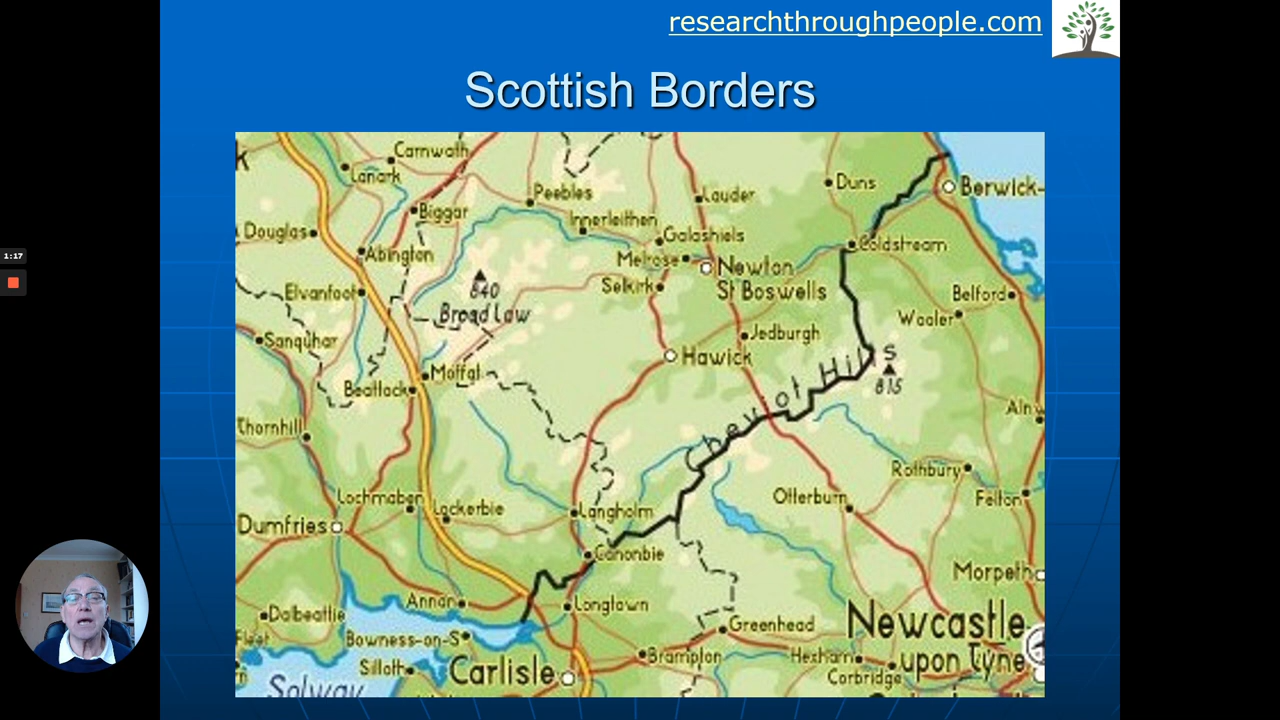 researchthroughpeople.com
Scottish Borders
k
Carnwath
Lanark
Peebles
Lauder
Duns
Berwick-
Biggar
Innerleithen
Douglas
Galashiels
Coldstream
Abington
Melrose
Newton
St Boswells
640
Broad Law
Selkirk
Elvanfoot
Belford
Wooler
Sanquhar
Jedburgh
Hawick
Cheviot Hills
815
Moffat
Beattock
Aln
Thornhill
Rothbury
Lochmaben
Lockerbie
Langholm
Otterburn
Felton
Dumfries
Canonbie
Morpeth
Annan
Longtown
Dalbeattie
Greenhead
Newcastle
upon Tyne
Fleet
Bowness-on-S
Brampton
Hexham
Silloth
Carlisle
Corbridge
Solway
1:17